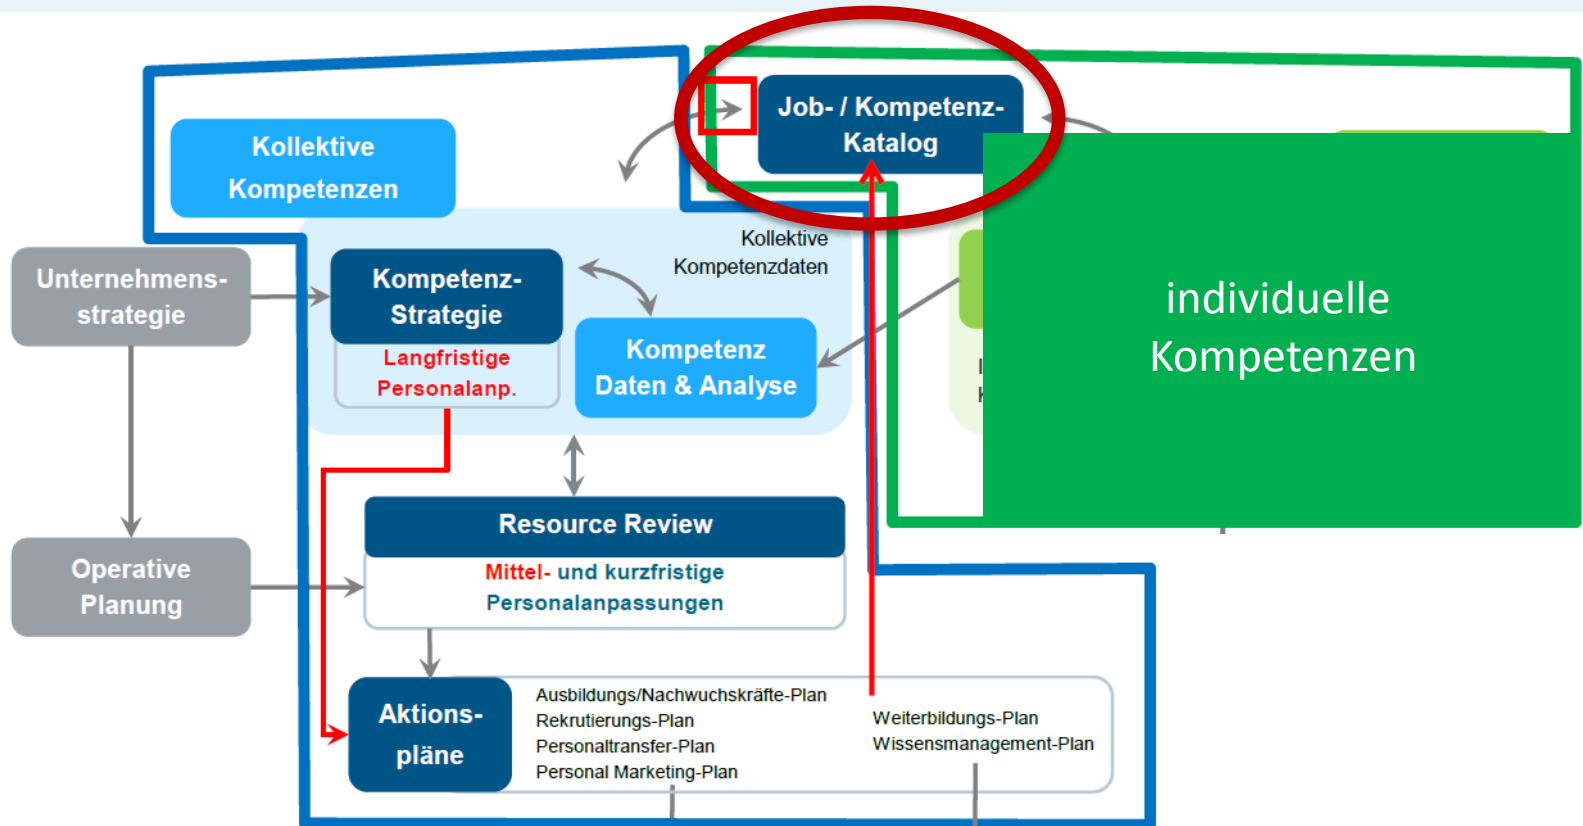 Job- / Kompetenz-
Katalog
Kollektive
Kompetenzen
Kollektive
Kompetenzdaten
Unternehmens-
strategie
Kompetenz-
Strategie
Langfristige
Personalanp.
Kompetenz
Daten & Analyse
individuelle
Kompetenzen
Resource Review
Mittel- und kurzfristige
Personalanpassungen
Operative
Planung
Aktions-
pläne
Ausbildungs/Nachwuchskräfte-Plan
Rekrutierungs-Plan
Personaltransfer-Plan
Personal Marketing-Plan
Weiterbildungs-Plan
Wissensmanagement-Plan